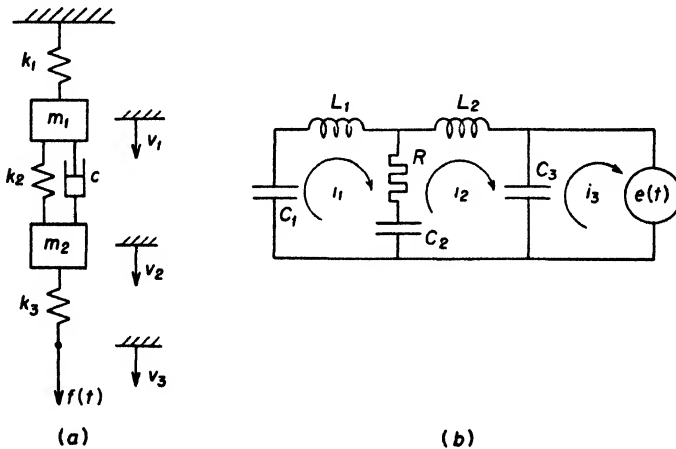 k₁
m₁
v₁
k₂
c
m₂
v₂
k₃
v₃
f(t)
(a)
L₁
L₂
R
C₁
i₁
C₂
i₂
C₃
i₃
e(t)
(b)